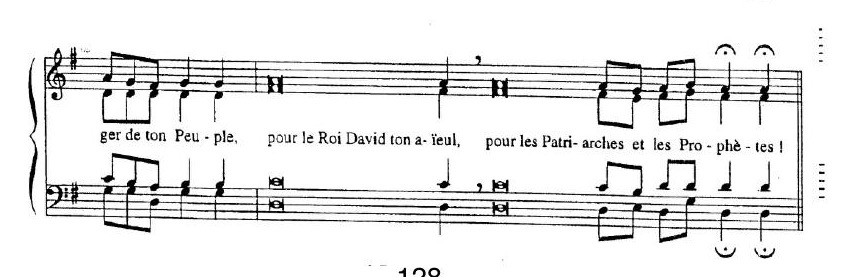 ger de ton Peu - ple, pour le Roi David ton a- ïeul, pour les Patri- arches et les Pro - phè - tes !
128